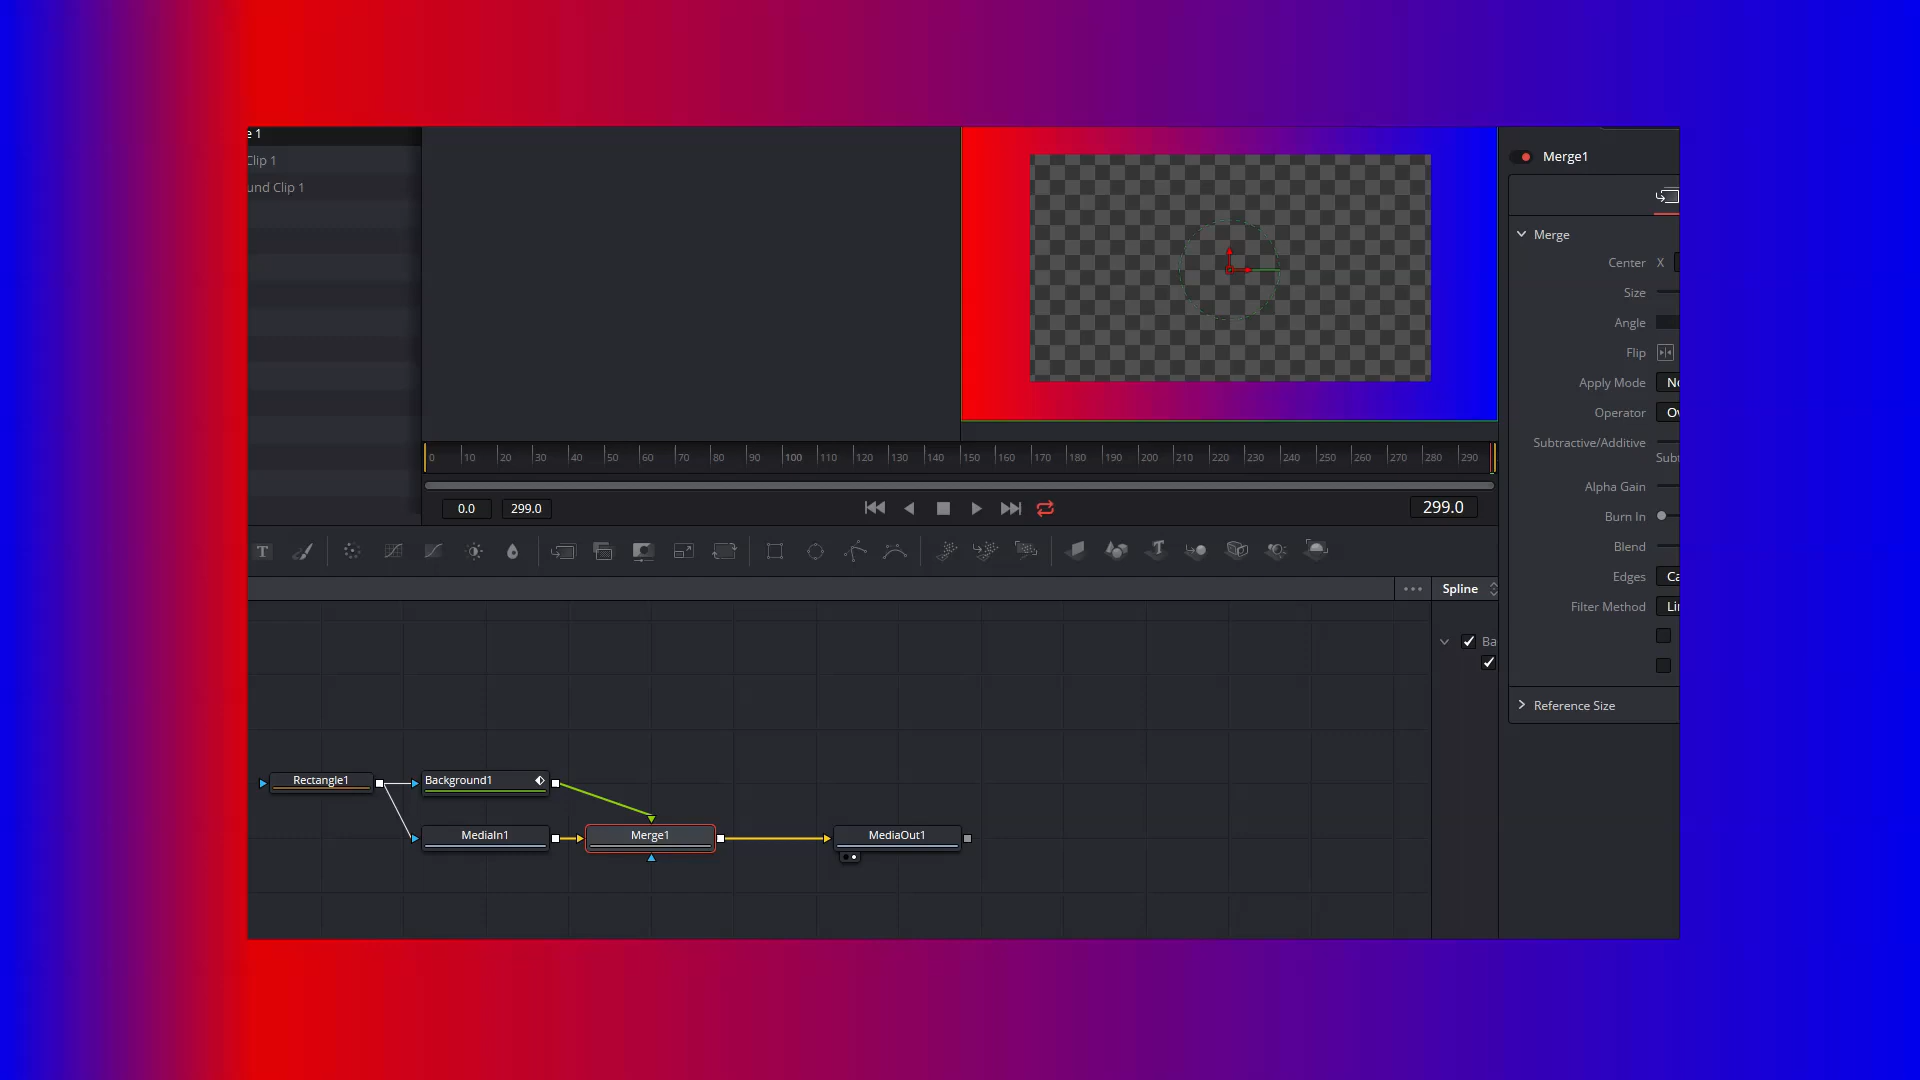 e 1
Clip 1
und Clip 1
0 10 20 30 40 50 60 70 80 90 100 110 120 130 140 150 160 170 180 190 200 210 220 230 240 250 260 270 280 290
0.0 299.0 299.0
T
Spline
Ba
Rectangle1
Background1
MediaIn1
Merge1
MediaOut1
Merge1
Merge
Center X
Size
Angle
Flip
Apply Mode
Operator
Subtractive/Additive
Subt
Alpha Gain
Burn In
Blend
Edges
Filter Method
Reference Size